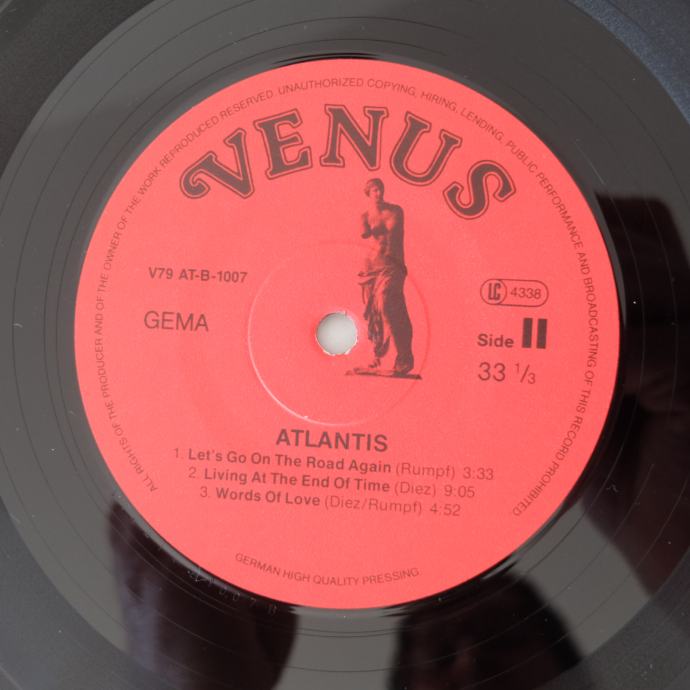 ALL RIGHTS OF THE PRODUCER AND OF THE OWNER OF THE WORK REPRODUCED RESERVED. UNAUTHORIZED COPYING, HIRING, LENDING, PUBLIC PERFORMANCE AND BROADCASTING OF THIS RECORD PROHIBITED
VENUS
V79 AT-B-1007
LC 4338
GEMA
Side II
33 1/3
ATLANTIS
1. Let's Go On The Road Again (Rumpf) 3:33
2. Living At The End Of Time (Diez) 9:05
3. Words Of Love (Diez/Rumpf) 4:52
GERMAN HIGH QUALITY PRESSING